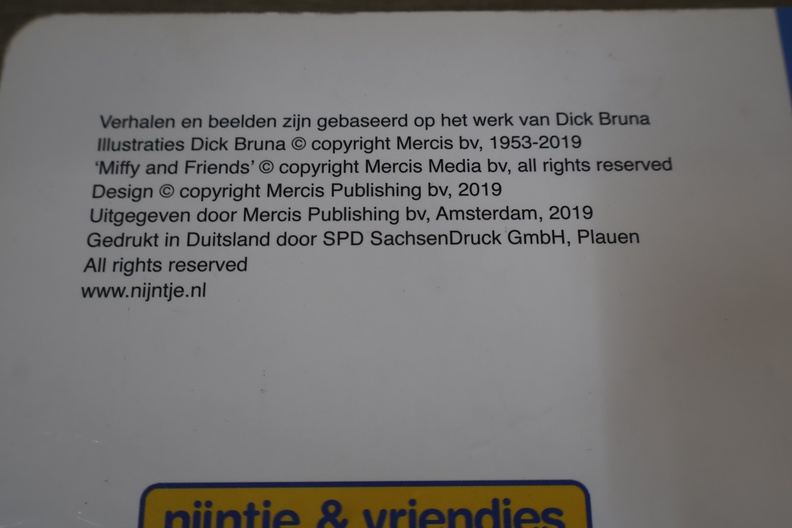 Verhalen en beelden zijn gebaseerd op het werk van Dick Bruna
Illustraties Dick Bruna © copyright Mercis bv, 1953-2019
‘Miffy and Friends’ © copyright Mercis Media bv, all rights reserved
Design © copyright Mercis Publishing bv, 2019
Uitgegeven door Mercis Publishing bv, Amsterdam, 2019
Gedrukt in Duitsland door SPD SachsenDruck GmbH, Plauen
All rights reserved
www.nijntje.nl
nijntje & vriendjes